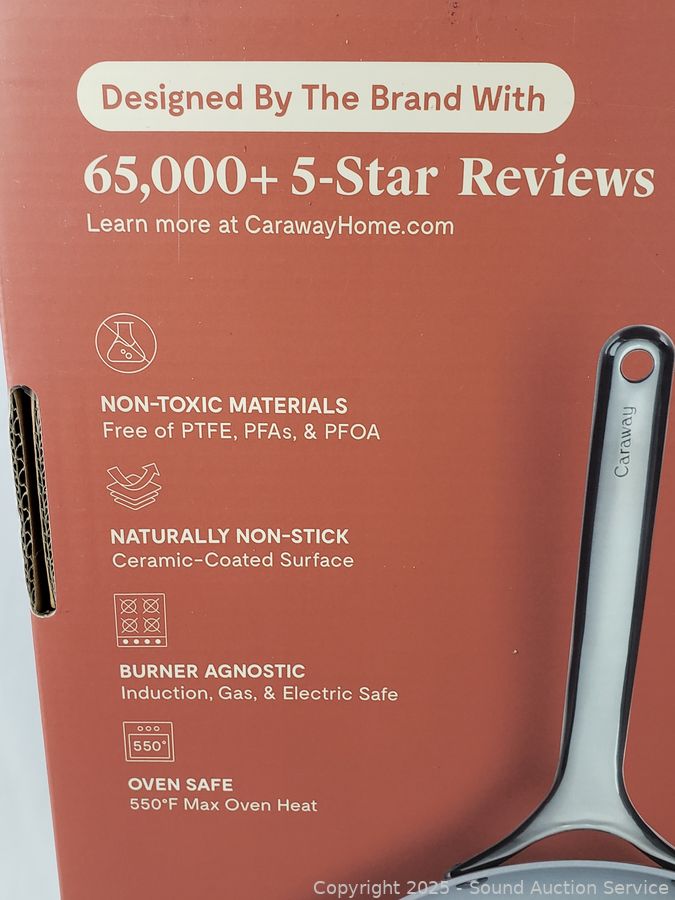 Designed By The Brand With
65,000+ 5-Star Reviews
Learn more at CarawayHome.com
NON-TOXIC MATERIALS
Free of PTFE, PFAs, & PFOA
Caraway
NATURALLY NON-STICK
Ceramic-Coated Surface
BURNER AGNOSTIC
Induction, Gas, & Electric Safe
550°
OVEN SAFE
550°F Max Oven Heat
Copyright 2025 - Sound Auction Service